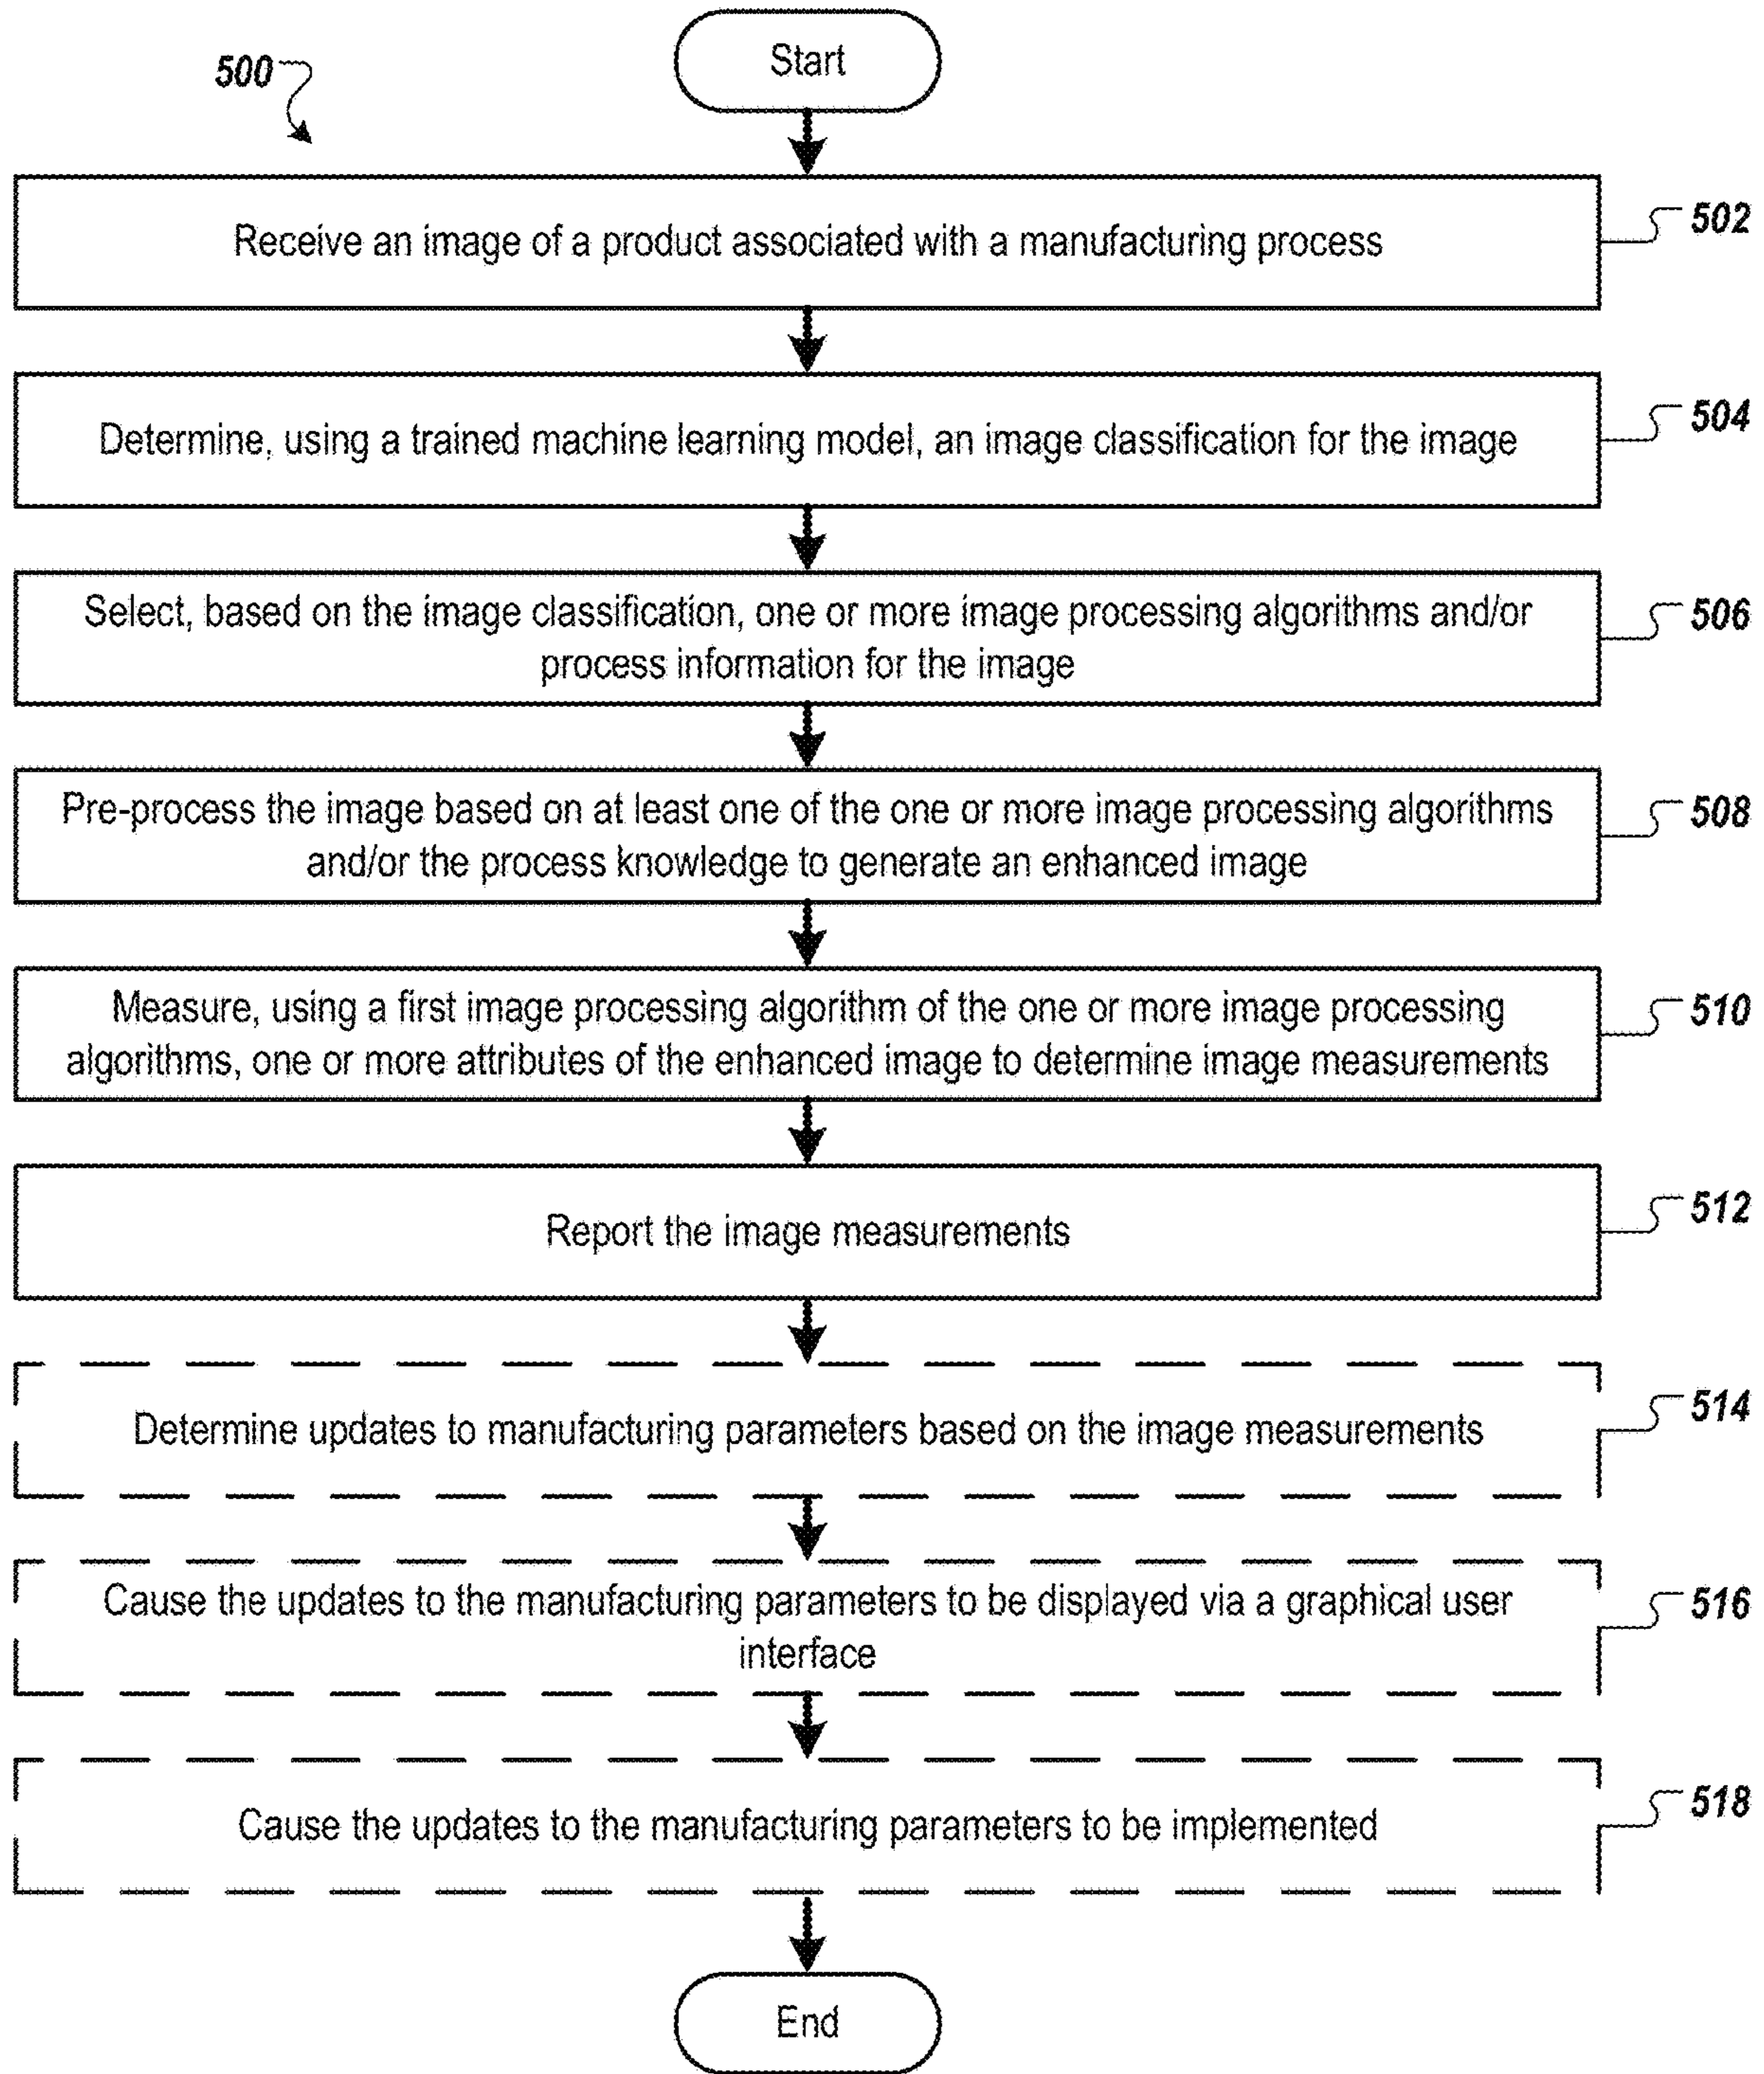 Start
500
Receive an image of a product associated with a manufacturing process
502
Determine, using a trained machine learning model, an image classification for the image
504
Select, based on the image classification, one or more image processing algorithms and/or
process information for the image
506
Pre-process the image based on at least one of the one or more image processing algorithms
and/or the process knowledge to generate an enhanced image
508
Measure, using a first image processing algorithm of the one or more image processing
algorithms, one or more attributes of the enhanced image to determine image measurements
510
Report the image measurements
512
Determine updates to manufacturing parameters based on the image measurements
514
Cause the updates to the manufacturing parameters to be displayed via a graphical user
interface
516
Cause the updates to the manufacturing parameters to be implemented
518
End